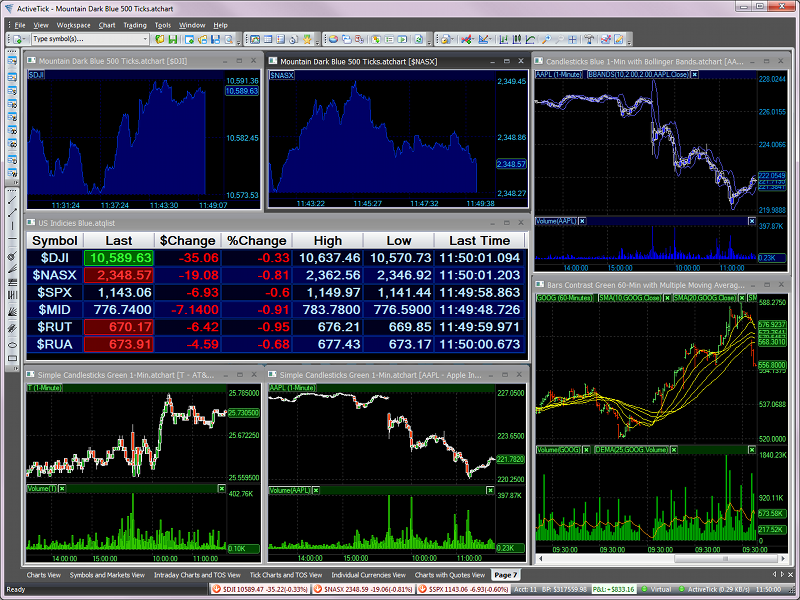 ActiveTick - Mountain Dark Blue 500 Ticks.atchart
File View Workspace Chart Trading Tools Window Help
Type symbol(s)...
Mountain Dark Blue 500 Ticks.atchart [$DJI]
$DJI
10,591.36
10,589.63
10,582.45
10,573.53
11:31:24 11:37:24 11:43:30 11:49:07
Mountain Dark Blue 500 Ticks.atchart [$NASX]
$NASX
2,349.45
2,348.86
2,348.57
2,348.27
11:43:22 11:45:27 11:49:38
Candlesticks Blue 1-Min with Bollinger Bands.atchart [AA...
AAPL (1-Minute) BBANDS(10,2.00,2.00,AAPL,Close)
228.0244
226.0155
224.0066
222.0549
219.9888
Volume(AAPL)
397.87K
0.23K
14:00:00 15:00:00 10:00:00 11:00:00
US Indicies Blue.atqlist
Symbol Last $Change %Change High Low Last Time
$DJI 10,589.63 -35.06 -0.33 10,637.46 10,570.73 11:50:01.094
$NASX 2,348.57 -19.08 -0.81 2,362.56 2,346.92 11:50:01.203
$SPX 1,143.06 -6.93 -0.6 1,149.97 1,141.44 11:49:58.863
$MID 776.7400 -7.1400 -0.91 783.7800 776.5900 11:49:48.726
$RUT 670.17 -6.42 -0.95 676.21 669.85 11:49:59.971
$RUA 673.91 -4.59 -0.68 677.43 673.17 11:50:00.673
Bars Contrast Green 60-Min with Multiple Moving Averag...
GOOG (60-Minutes) SMA(10,GOOG,Close) SMA(20,GOOG,Close) SM
588.2750
576.9237
568.3010
556.8000
537.0688
520.0000
Volume(GOOG) DEMA(25,GOOG,Volume)
1840.23K
920.11K
573.58K
217.52K
0.00
09:30:00 09:30:00 09:30:00 09:30:00
Simple Candlesticks Green 1-Min.atchart [T - AT&...
T (1-Minute)
25.785000
25.730500
25.672250
25.559500
Volume(T)
402.76K
0.10K
14:00:00 15:00:00 10:00:00 11:00:00
Simple Candlesticks Green 1-Min.atchart [AAPL - Apple In...
AAPL (1-Minute)
227.0500
223.6500
221.7820
220.2500
Volume(AAPL)
397.87K
0.23K
14:00:00 15:00:00 10:00:00 11:00:00
Charts View Symbols and Markets View Intraday Charts and TOS View Tick Charts and TOS View Individual Currencies View Charts with Quotes View Page 7
Ready $DJI 10589.47 -35.22(-0.33%) $NASX 2348.59 -19.06(-0.81%) $SPX 1143.06 -6.93(-0.60%) Acct: 11 BP: $317559.98 P&L:+$833.16 Virtual ActiveTick (0.29 KB/s) 11:50:00